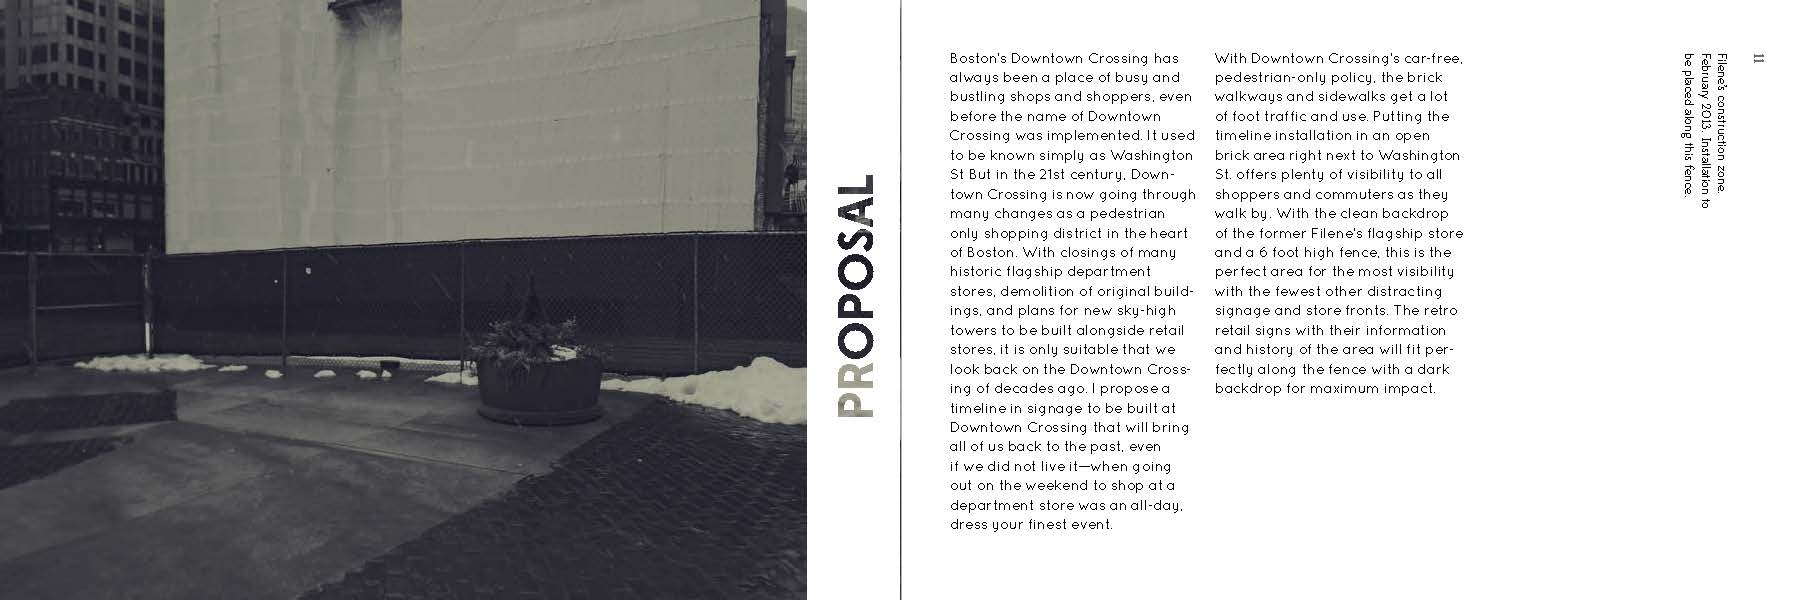 PROPOSAL
Boston's Downtown Crossing has
always been a place of busy and
bustling shops and shoppers, even
before the name of Downtown
Crossing was implemented. It used
to be known simply as Washington
St But in the 21st century, Down-
town Crossing is now going through
many changes as a pedestrian
only shopping district in the heart
of Boston. With closings of many
historic flagship department
stores, demolition of original build-
ings, and plans for new sky-high
towers to be built alongside retail
stores, it is only suitable that we
look back on the Downtown Cross-
ing of decades ago. I propose a
timeline in signage to be built at
Downtown Crossing that will bring
all of us back to the past, even
if we did not live it—when going
out on the weekend to shop at a
department store was an all-day,
dress your finest event.
With Downtown Crossing's car-free,
pedestrian-only policy, the brick
walkways and sidewalks get a lot
of foot traffic and use. Putting the
timeline installation in an open
brick area right next to Washington
St. offers plenty of visibility to all
shoppers and commuters as they
walk by. With the clean backdrop
of the former Filene's flagship store
and a 6 foot high fence, this is the
perfect area for the most visibility
with the fewest other distracting
signage and store fronts. The retro
retail signs with their information
and history of the area will fit per-
fectly along the fence with a dark
backdrop for maximum impact.
Filene's construction zone.
February 2013. Installation to
be placed along this fence.
11